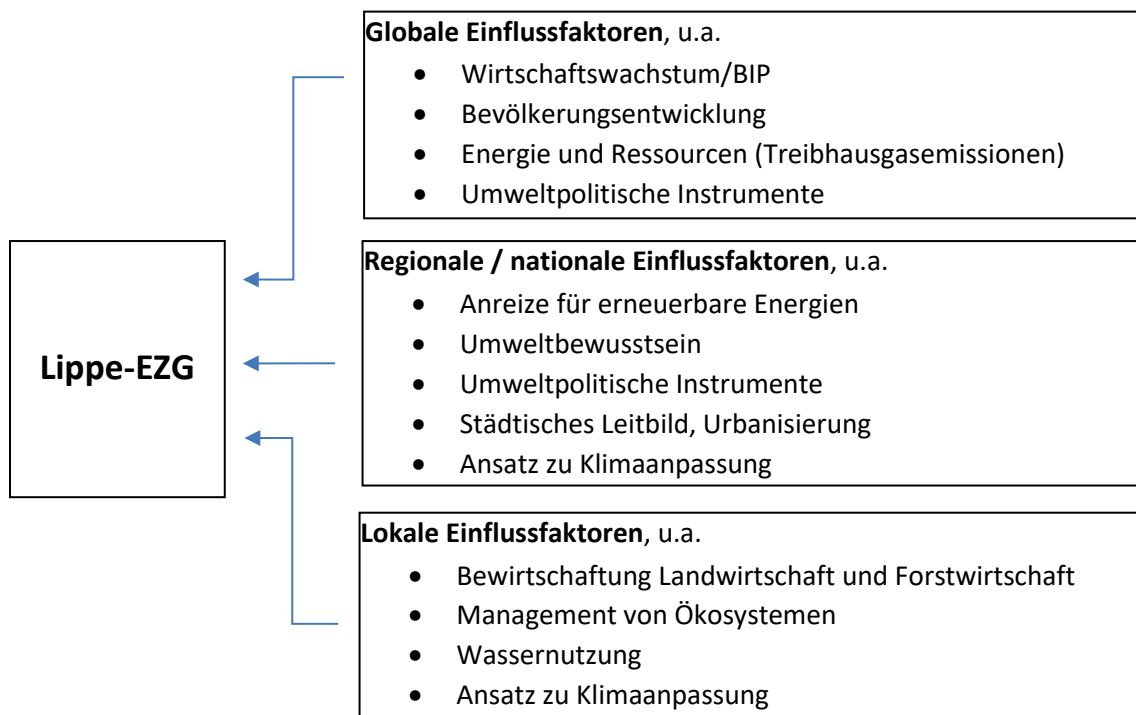 Globale Einflussfaktoren, u.a.
• Wirtschaftswachstum/BIP
• Bevölkerungsentwicklung
• Energie und Ressourcen (Treibhausgasemissionen)
• Umweltpolitische Instrumente
Lippe-EZG
Regionale / nationale Einflussfaktoren, u.a.
• Anreize für erneuerbare Energien
• Umweltbewusstsein
• Umweltpolitische Instrumente
• Städtisches Leitbild, Urbanisierung
• Ansatz zu Klimaanpassung
Lokale Einflussfaktoren, u.a.
• Bewirtschaftung Landwirtschaft und Forstwirtschaft
• Management von Ökosystemen
• Wassernutzung
• Ansatz zu Klimaanpassung